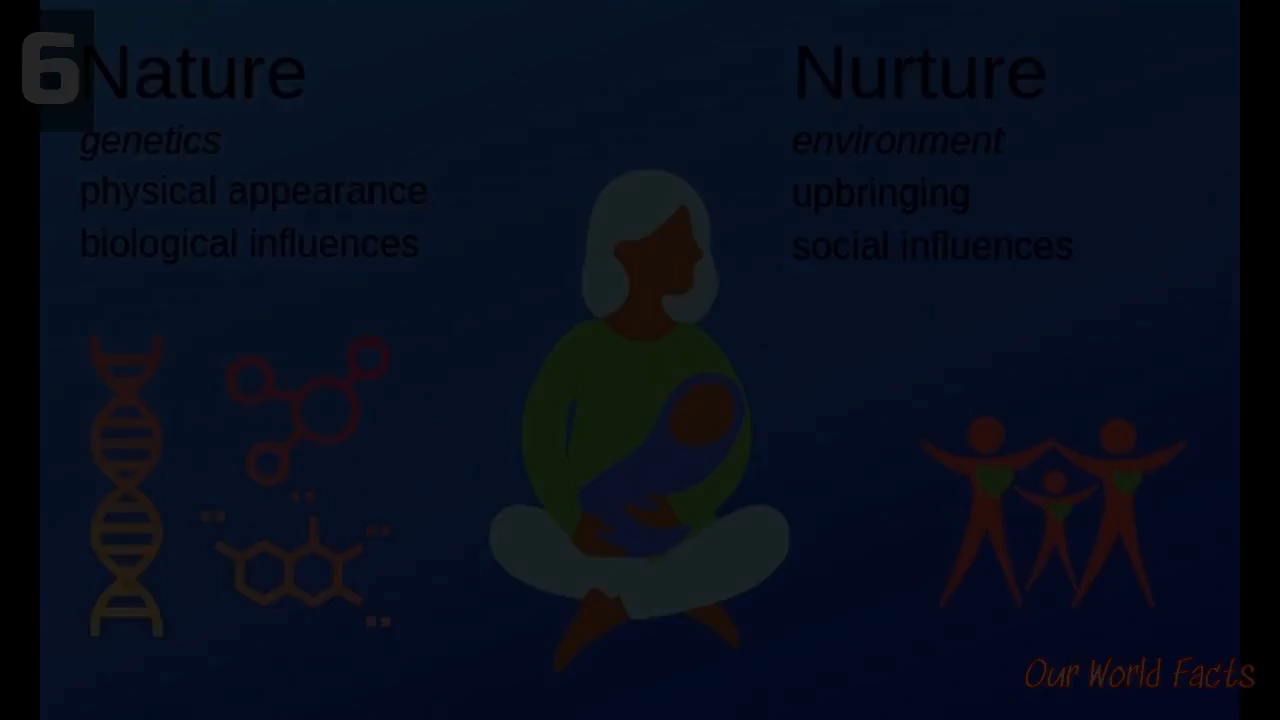 6
Nature
genetics
physical appearance
biological influences
Nurture
environment
upbringing
social influences
Our World Facts